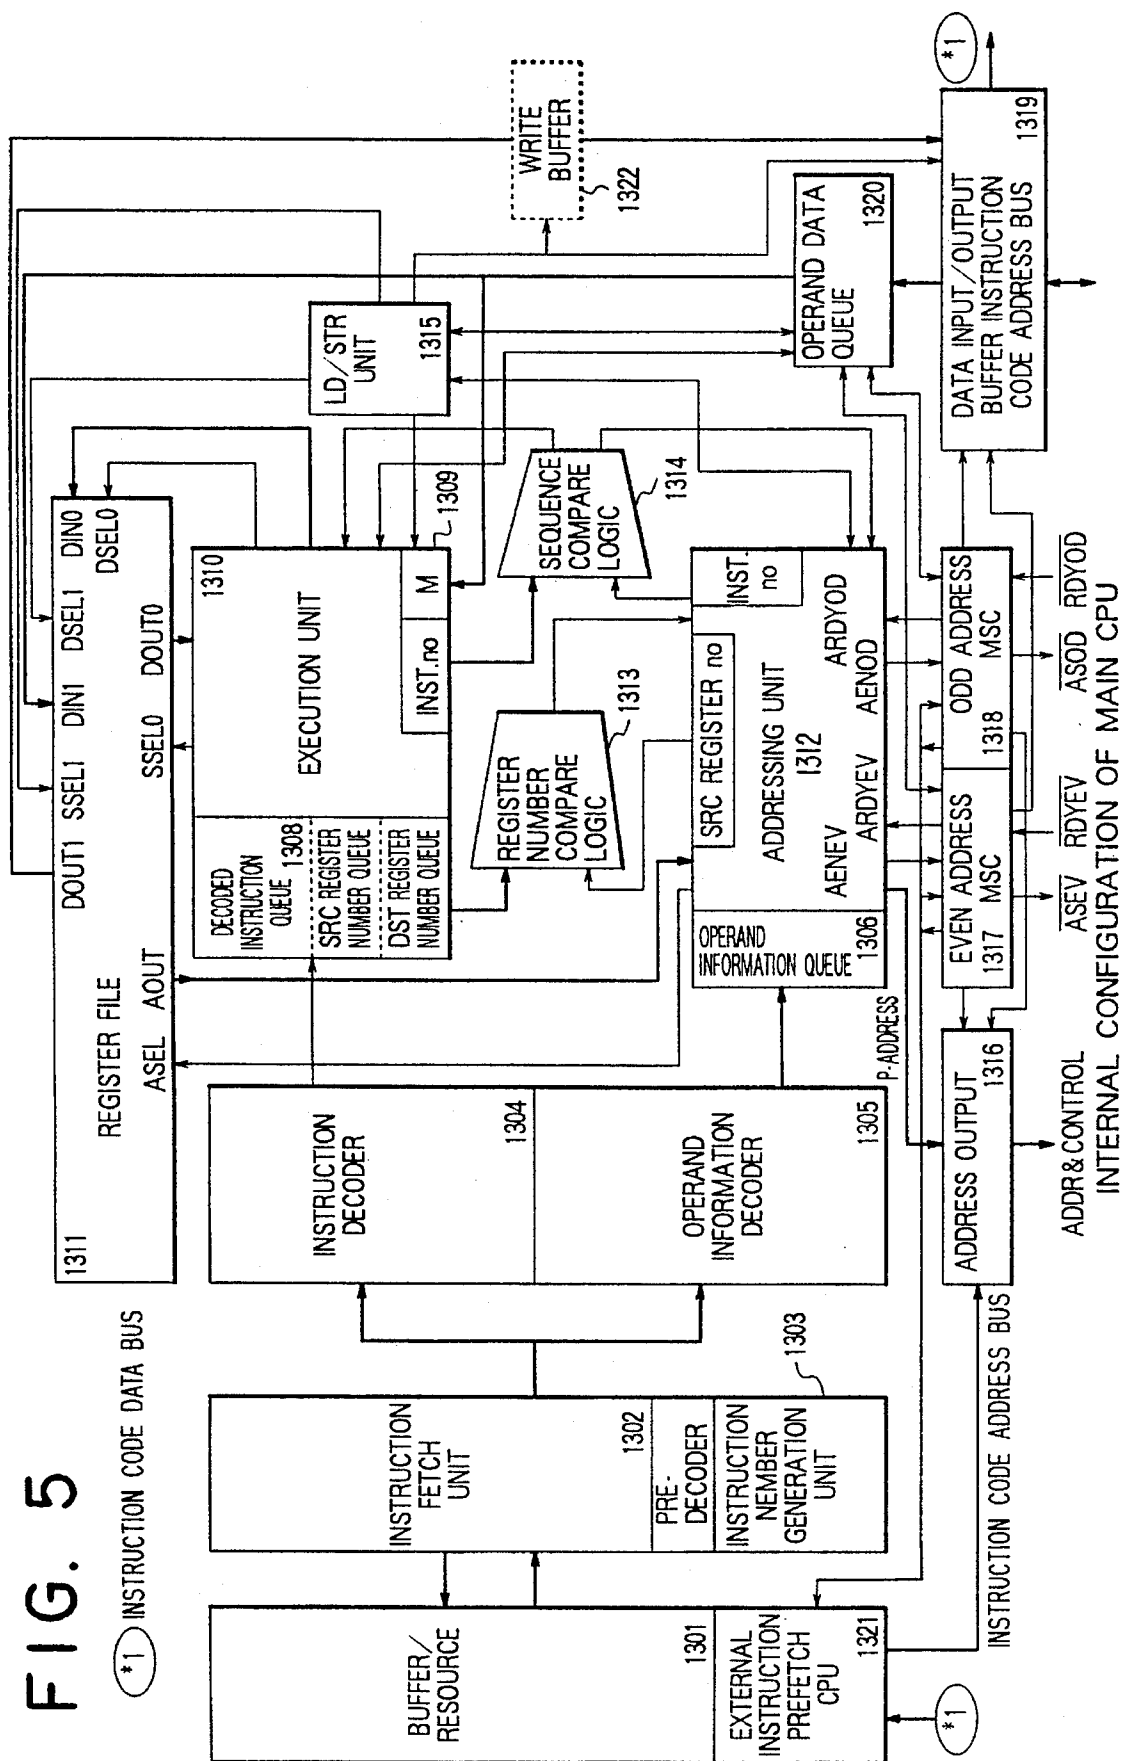 FIG. 5
*1 INSTRUCTION CODE DATA BUS
1311
REGISTER FILE
DOUT1 SSEL1 DIN1 DSEL1 DIN0
DSEL0
ASEL AOUT
SSEL0 DOUT0
BUFFER/
RESOURCE
1301
EXTERNAL
INSTRUCTION
PREFETCH
CPU
1321
*1
INSTRUCTION
FETCH
UNIT
1302
PRE-
DECODER
INSTRUCTION
NEMBER
GENERATION
UNIT
1303
INSTRUCTION
DECODER
1304
OPERAND
INFORMATION
DECODER
1305
DECODED
INSTRUCTION
QUEUE 1308
SRC REGISTER
NUMBER QUEUE
DST REGISTER
NUMBER QUEUE
1310
EXECUTION UNIT
INST.no
M
1309
REGISTER
NUMBER
COMPARE
LOGIC
1313
SEQUENCE
COMPARE
LOGIC
1314
LD/STR
UNIT
1315
WRITE
BUFFER
1322
OPERAND
INFORMATION QUEUE
1306
SRC REGISTER no
INST.
no
ADDRESSING UNIT
1312
AENEV
ARDYEV
AENOD
ARDYOD
P-ADDRESS
OPERAND DATA
QUEUE
1320
INSTRUCTION CODE ADDRESS BUS
ADDRESS OUTPUT
1316
EVEN ADDRESS
1317 MSC
ODD ADDRESS
1318 MSC
DATA INPUT/OUTPUT
BUFFER INSTRUCTION
CODE ADDRESS BUS
1319
*1
ADDR&CONTROL
ASEV RDYEV ASOD RDYOD
INTERNAL CONFIGURATION OF MAIN CPU